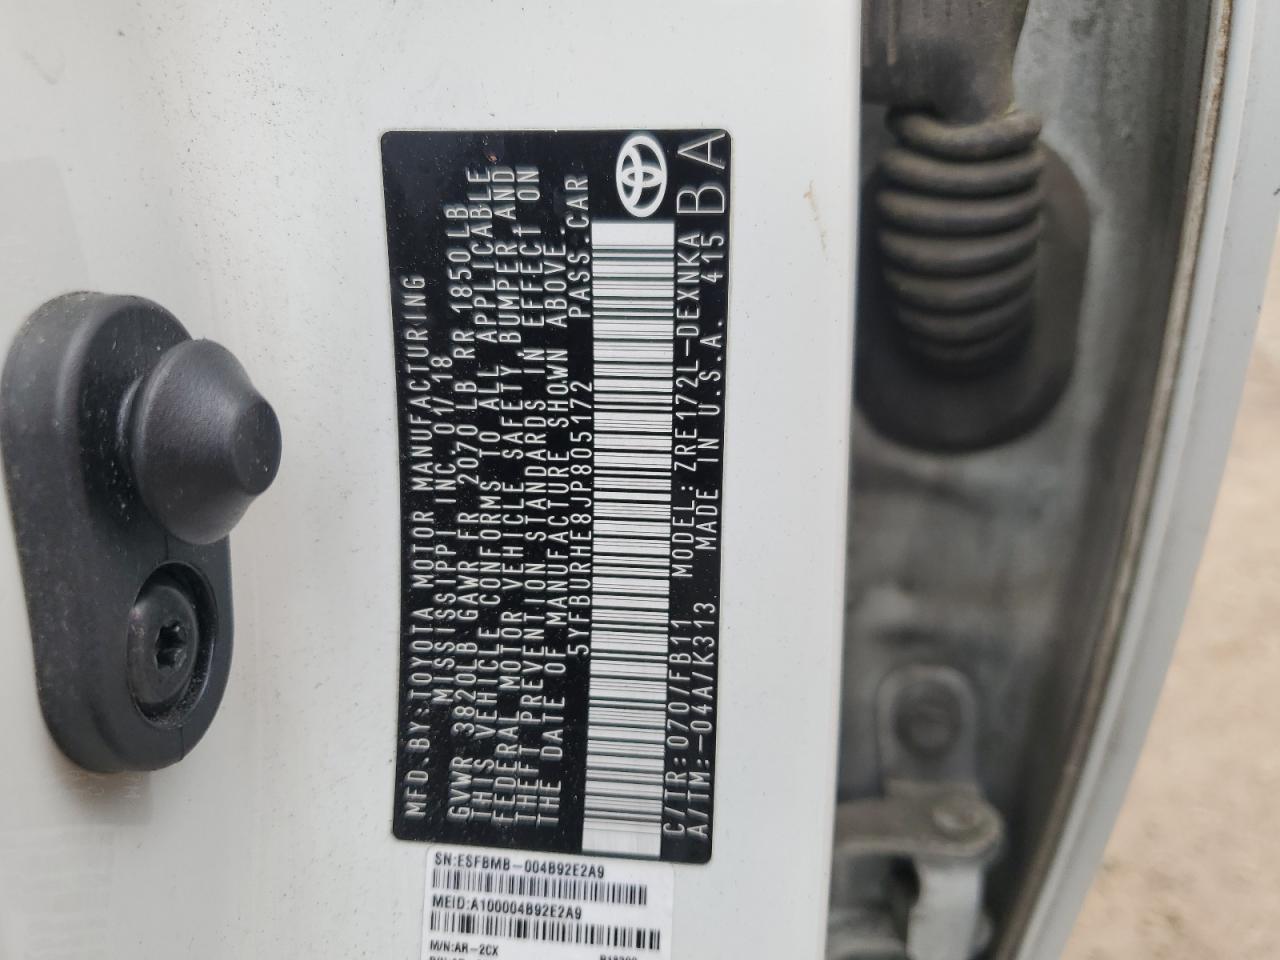 MFD.BY:TOYOTA MOTOR MANUFACTURING
MISSISSIPPI INC 01/18
GVWR 3820LB GAWR FR 2070 LB RR 1850LB
THIS VEHICLE CONFORMS TO ALL APPLICABLE
FEDERAL MOTOR VEHICLE SAFETY, BUMPER AND
THEFT PREVENTION STANDARDS IN EFFECT ON
THE DATE OF MANUFACTURE SHOWN ABOVE.
5YFBURHE8JP805172 PASS.CAR
C/TR:070/FB11 MODEL:ZRE172L-DEXNKA
A/TM:-04A/K313 MADE IN U.S.A. 415
BA
SN:ESFBMB-004B92E2A9
MEID:A100004B92E2A9
M/N:AR-2CX